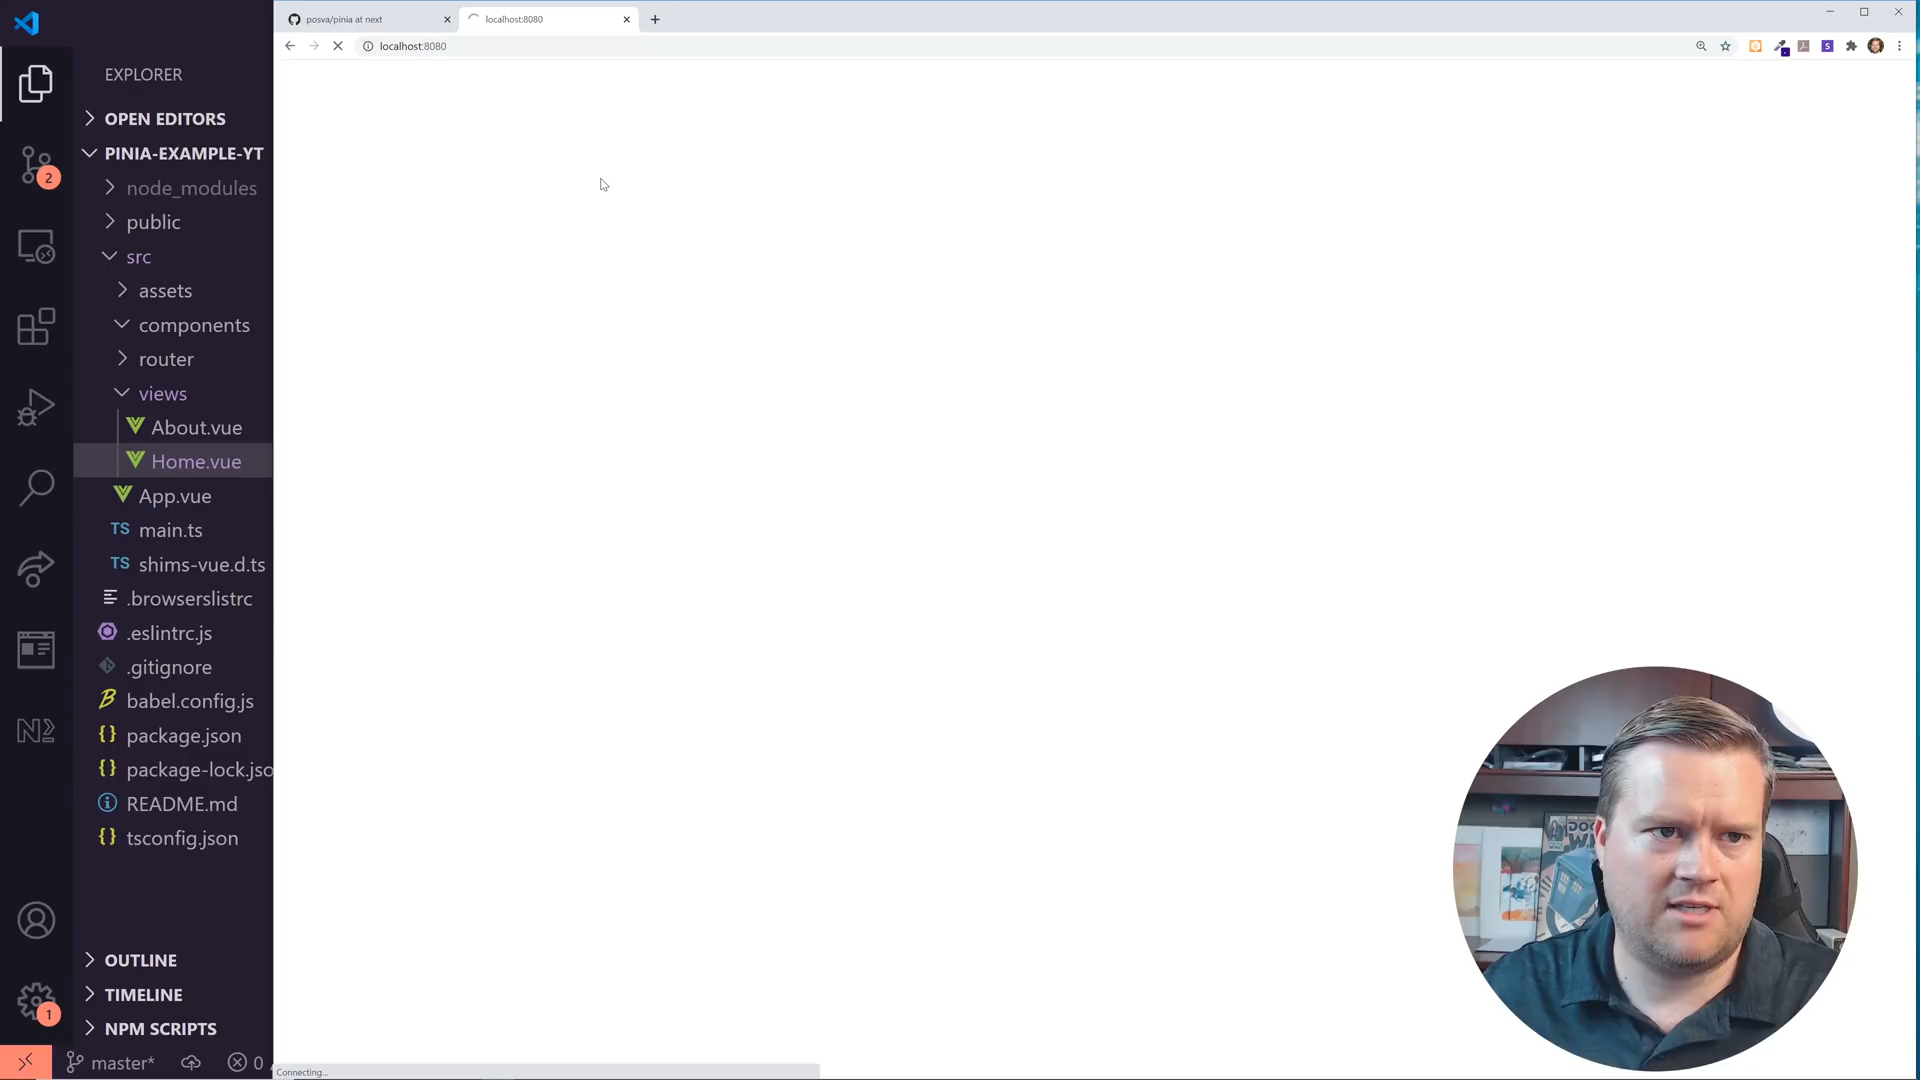 posva/pinia at next
localhost:8080
localhost:8080
S
EXPLORER
OPEN EDITORS
PINIA-EXAMPLE-YT
node_modules
public
src
assets
components
router
views
About.vue
Home.vue
App.vue
TS main.ts
TS shims-vue.d.ts
.browserslistrc
.eslintrc.js
.gitignore
babel.config.js
{} package.json
{} package-lock.jso
README.md
{} tsconfig.json
2
OUTLINE
TIMELINE
NPM SCRIPTS
1
master*
0
Connecting...
DOC
WHO